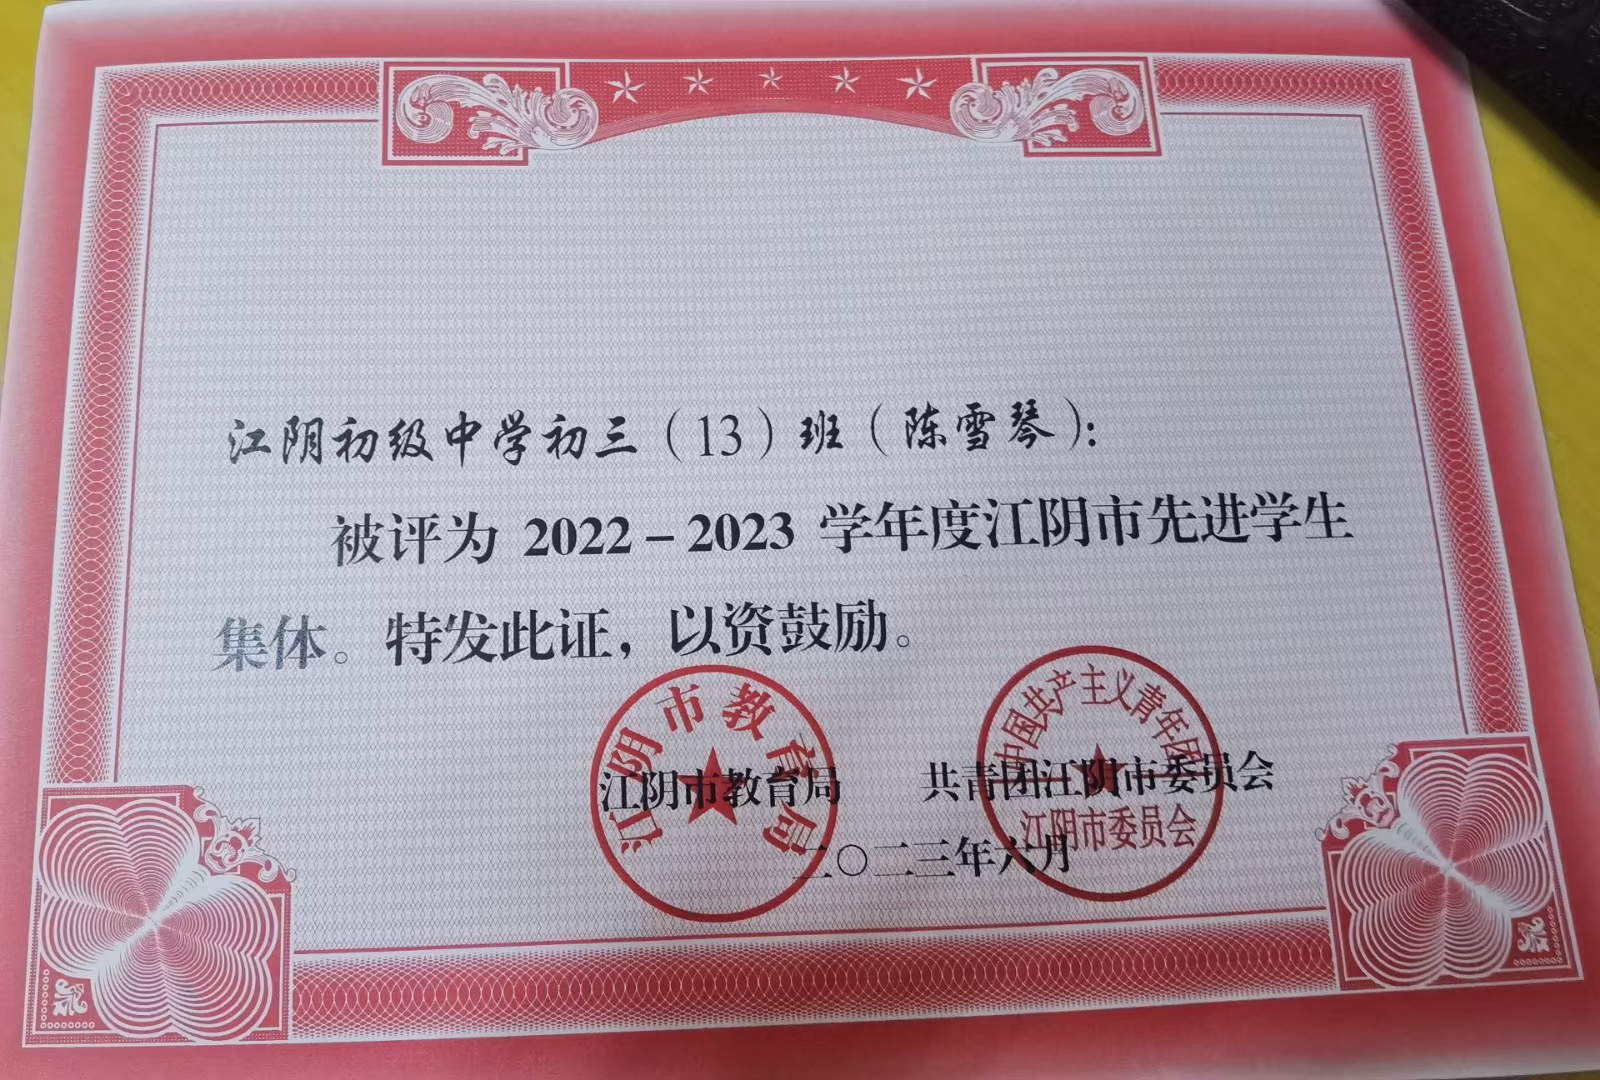 江阴初级中学初三（13）班（陈雪琴）：
被评为 2022－2023 学年度江阴市先进学生
集体。特发此证，以资鼓励。
江阴市教育局
共青团江阴市委员会
二〇二三年六月
江阴市教育局
中国共产主义青年团
江阴市委员会